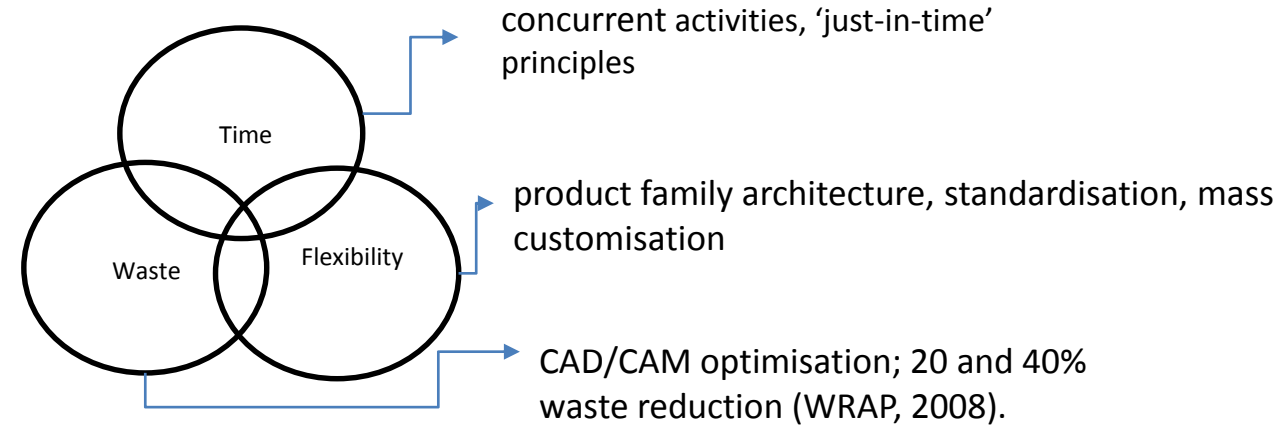 concurrent activities, ‘just-in-time’
principles
Time
product family architecture, standardisation, mass
customisation
Flexibility
Waste
CAD/CAM optimisation; 20 and 40%
waste reduction (WRAP, 2008).